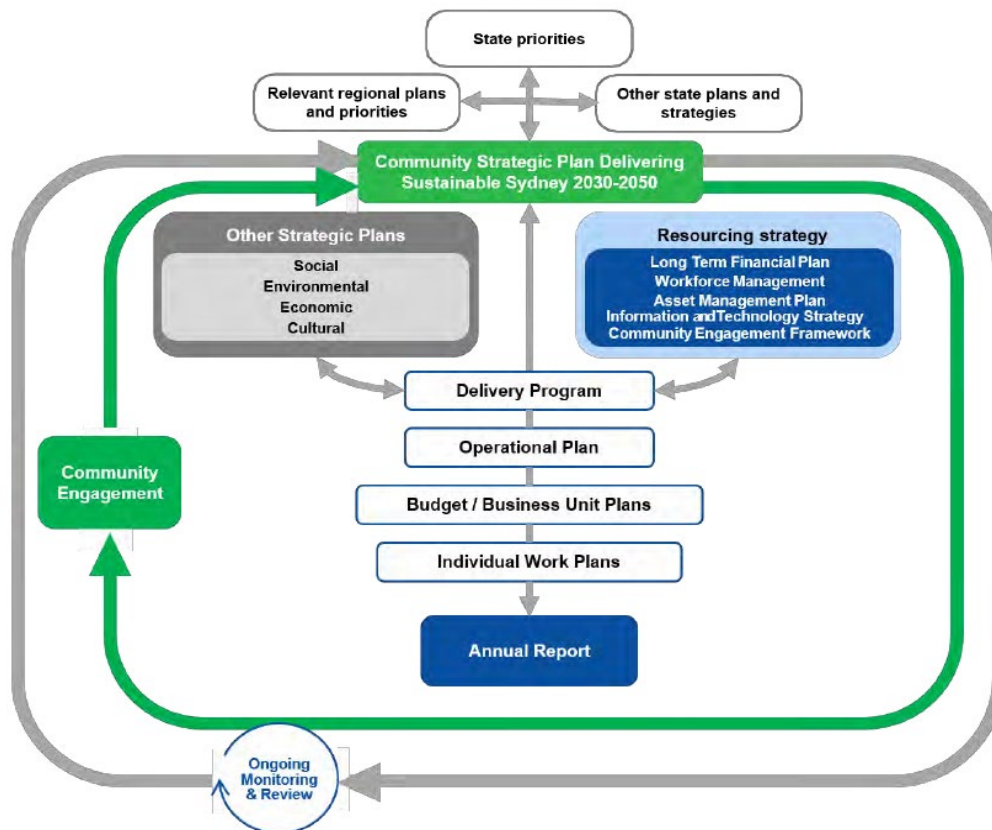 State priorities
Relevant regional plans
and priorities
Other state plans and
strategies
Community Strategic Plan Delivering
Sustainable Sydney 2030-2050
Other Strategic Plans
Social
Environmental
Economic
Cultural
Resourcing strategy
Long Term Financial Plan
Workforce Management
Asset Management Plan
Information and Technology Strategy
Community Engagement Framework
Delivery Program
Operational Plan
Community
Engagement
Budget / Business Unit Plans
Individual Work Plans
Annual Report
Ongoing
Monitoring
& Review